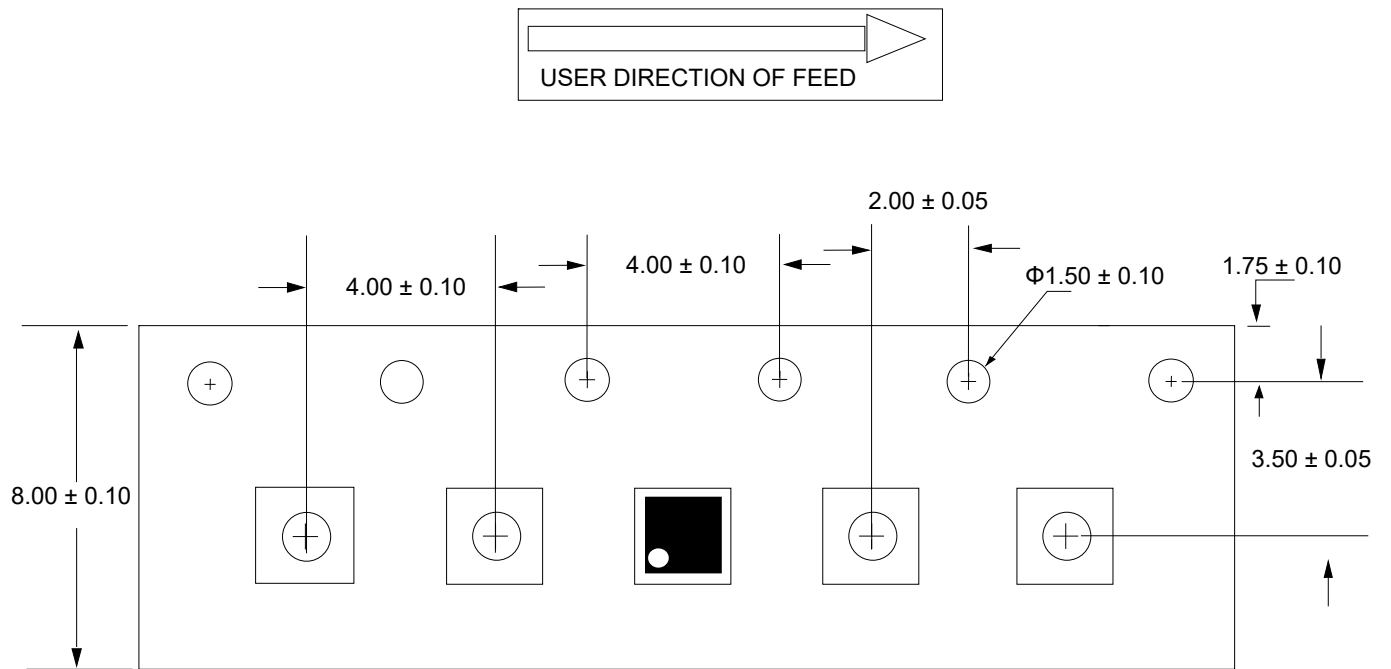 USER DIRECTION OF FEED
2.00 ± 0.05
4.00 ± 0.10
4.00 ± 0.10
Φ1.50 ± 0.10
1.75 ± 0.10
8.00 ± 0.10
3.50 ± 0.05